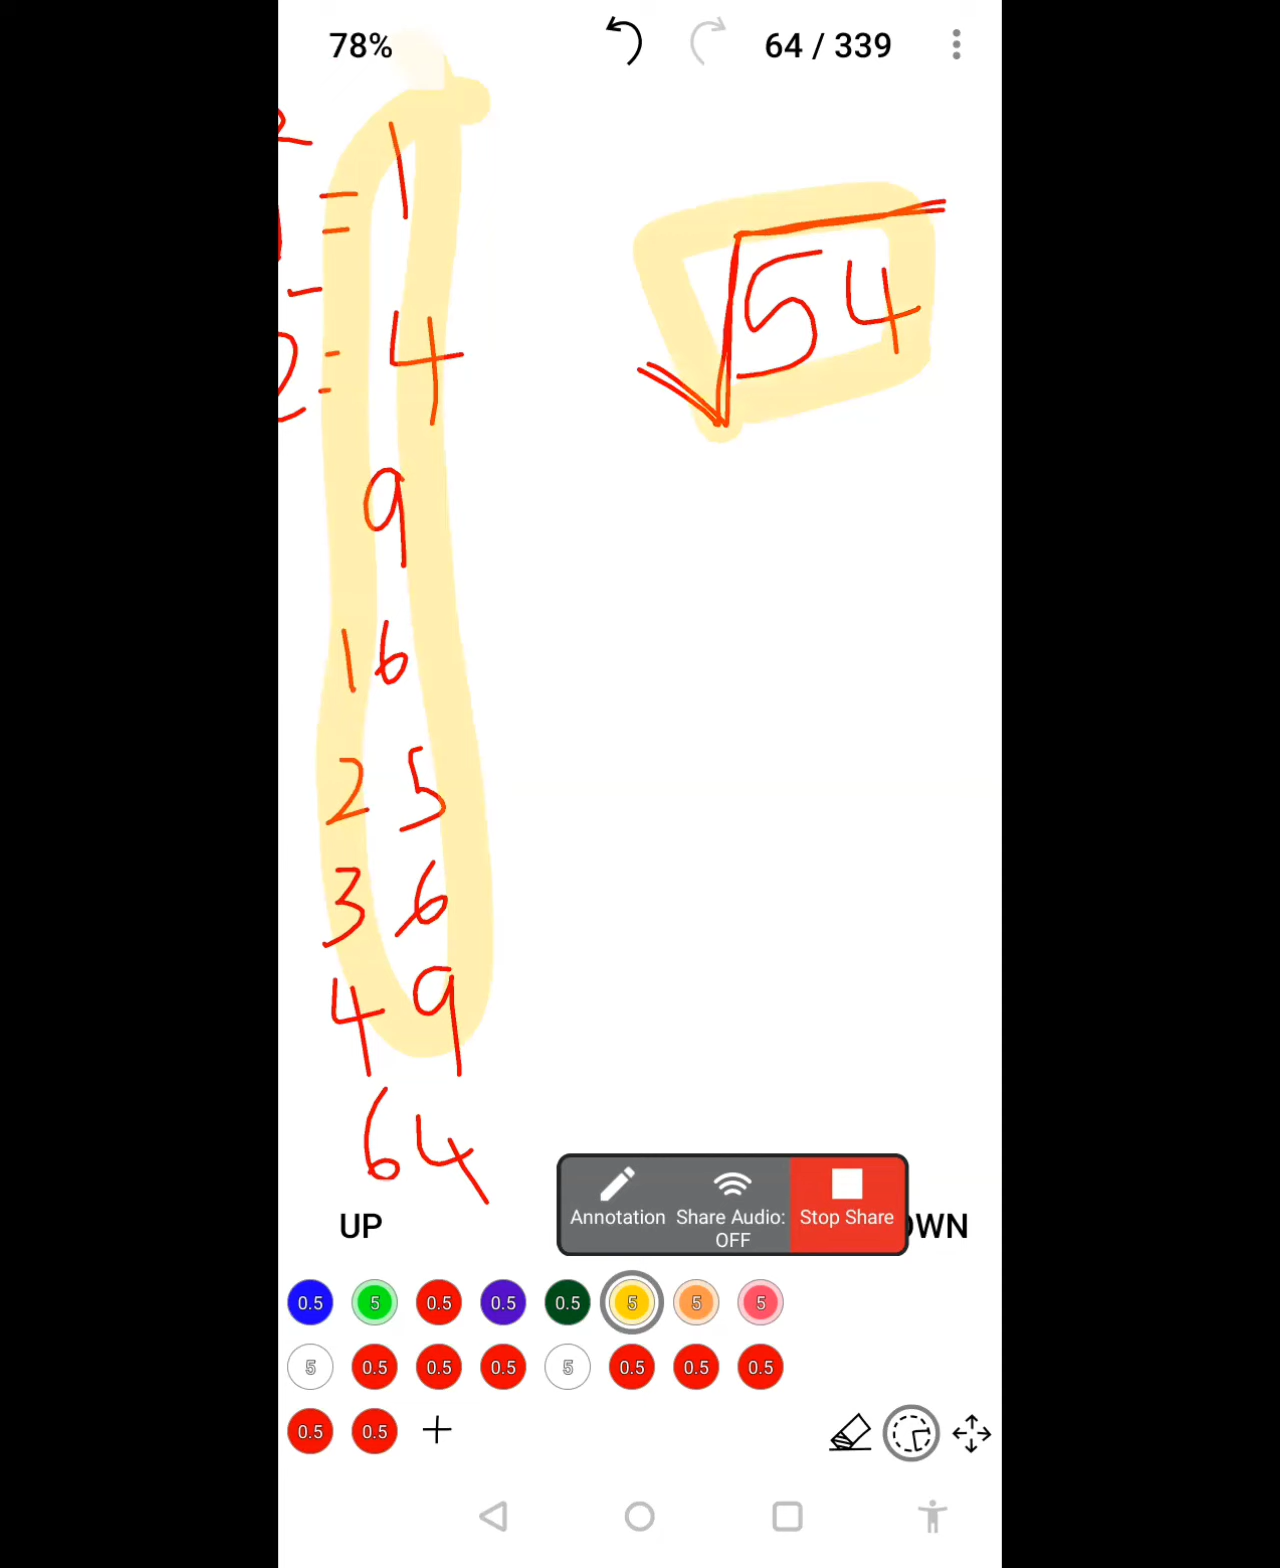 78% 64 / 339
= 1
√54
2 = 4
9
16
25
36
49
64
UP
Annotation Share Audio: OFF Stop Share
OWN
0.5 5 0.5 0.5 0.5 5 5 5
5 0.5 0.5 0.5 5 0.5 0.5 0.5
0.5 0.5 +